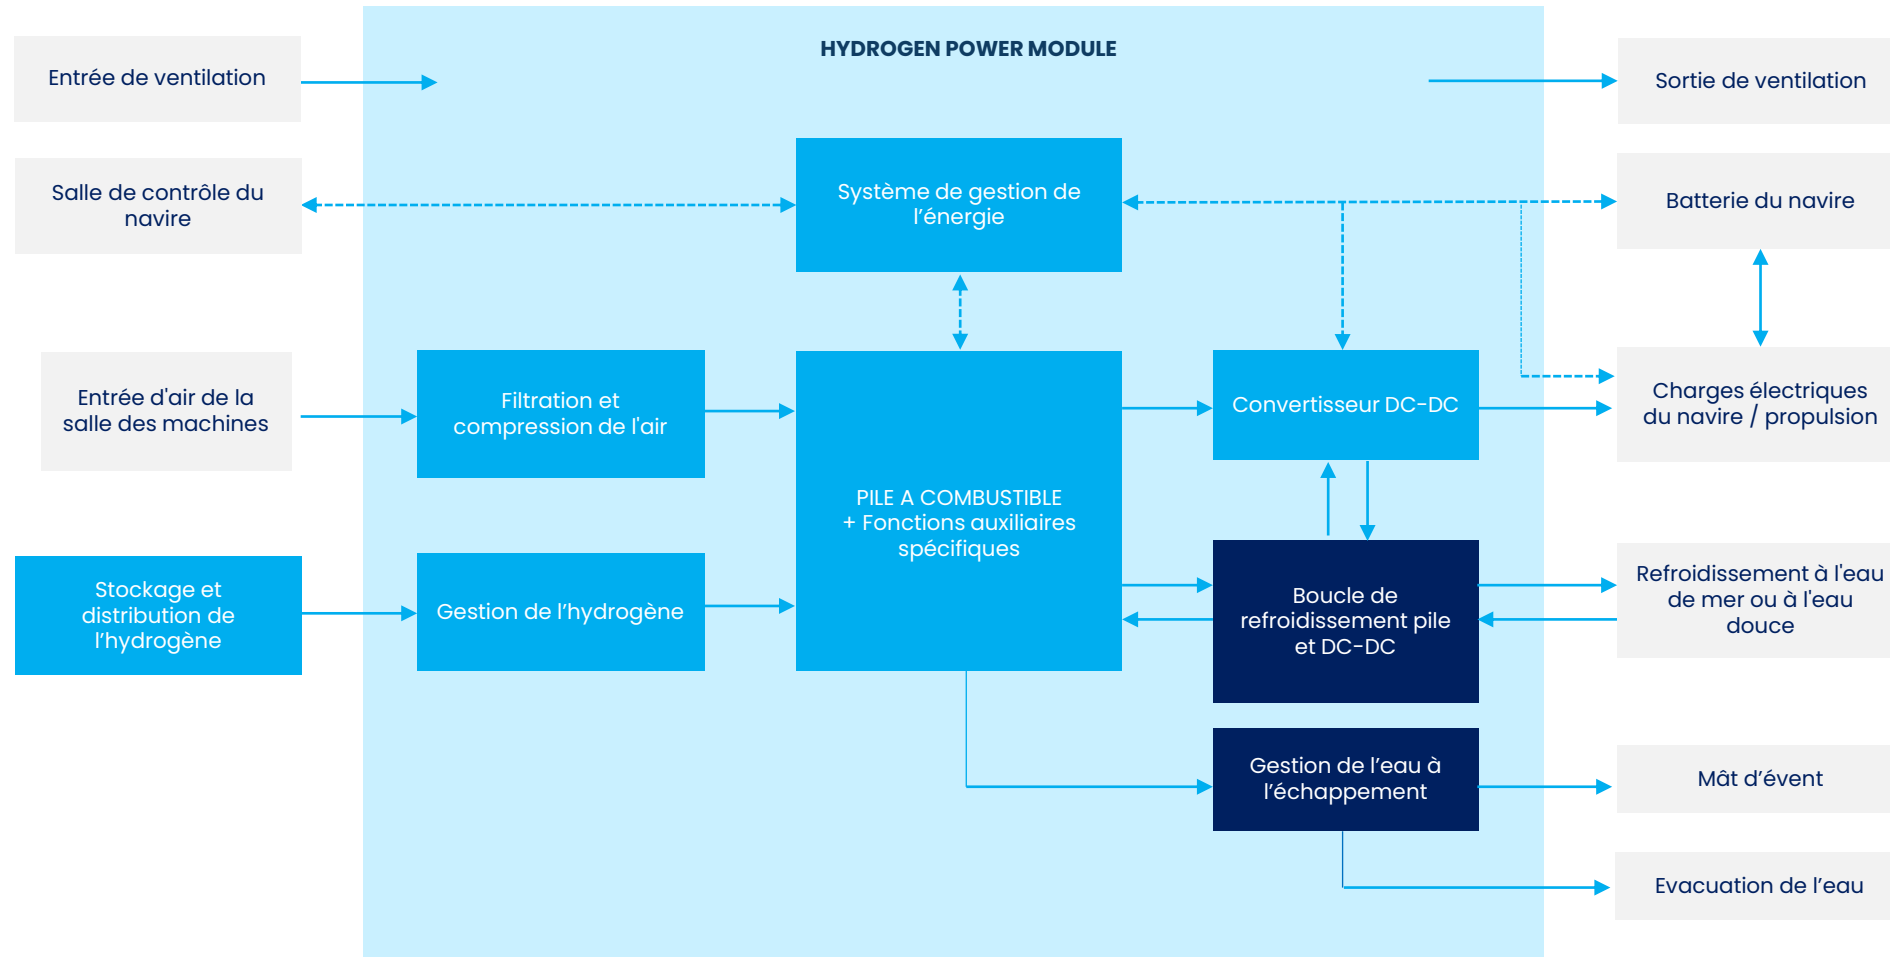 HYDROGEN POWER MODULE
Entrée de ventilation
Sortie de ventilation
Salle de contrôle du
navire
Système de gestion de
l’énergie
Batterie du navire
Entrée d'air de la
salle des machines
Filtration et
compression de l'air
PILE A COMBUSTIBLE
+ Fonctions auxiliaires
spécifiques
Convertisseur DC-DC
Charges électriques
du navire / propulsion
Stockage et
distribution de
l’hydrogène
Gestion de l’hydrogène
Boucle de
refroidissement pile
et DC-DC
Refroidissement à l'eau
de mer ou à l'eau
douce
Gestion de l’eau à
l’échappement
Mât d’évent
Evacuation de l’eau